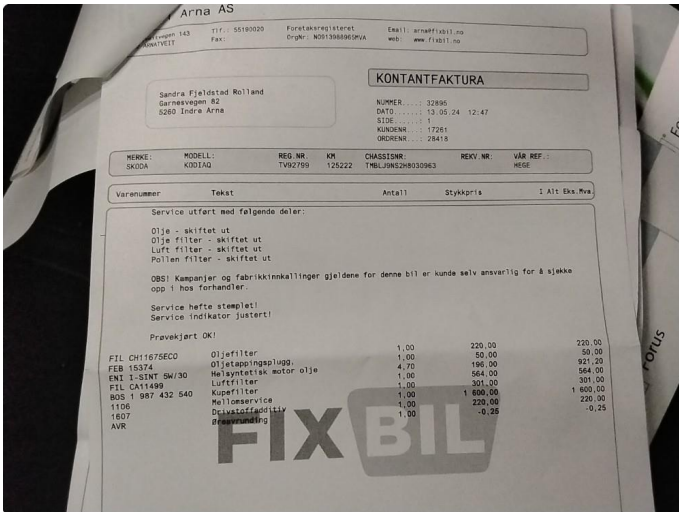 Arna AS
143
ARNATVEIT
Tlf.: 55190020
Fax:
Foretaksregisteret
OrgNr: NO913988965MVA
Email: arna@fixbil.no
web: www.fixbil.no
KONTANTFAKTURA
Sandra Fjeldstad Rolland
Garnesvegen 82
5260 Indre Arna
NUMMER....: 32895
DATO......: 13.05.24 12:47
SIDE......: 1
KUNDENR...: 17261
ORDRENR...: 28418
MERKE: MODELL: REG.NR. KM CHASSISNR: REKV.NR: VÅR REF.:
SKODA KODIAQ TV92799 125222 TMBLJ9NS2H8030963 HEGE
Varenummer Tekst Antall Stykkpris I Alt Eks.Mva.
Service utført med følgende deler:
Olje - skiftet ut
Olje filter - skiftet ut
Luft filter - skiftet ut
Pollen filter - skiftet ut
OBS! Kampanjer og fabrikkinnkallinger gjeldene for denne bil er kunde selv ansvarlig for å sjekke
opp i hos forhandler.
Service hefte stemplet!
Service indikator justert!
Prøvekjørt OK!
FIL CH11675ECO Oljefilter 1,00 220,00 220,00
FEB 15374 Oljetappingsplugg, 1,00 50,00 50,00
ENI I-SINT 5W/30 Helsyntetisk motor olje 4,70 196,00 921,20
FIL CA11499 Luftfilter 1,00 564,00 564,00
BOS 1 987 432 540 Kupefilter 1,00 301,00 301,00
1106 Mellomservice 1,00 1 600,00 1 600,00
1607 Drivstoffadditiv 1,00 220,00 220,00
AVR Øreavrunding 1,00 -0,25 -0,25
FIXBIL
Forus